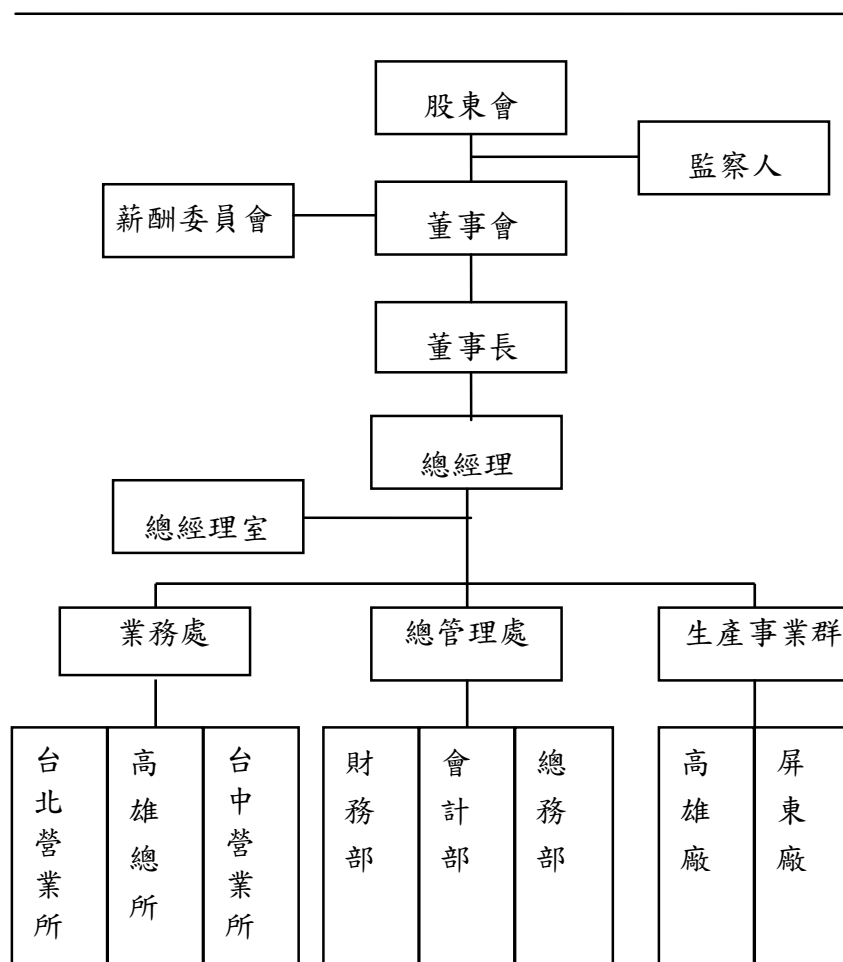 股東會
監察人
薪酬委員會
董事會
董事長
總經理
總經理室
業務處
總管理處
生產事業群
台北營業所
高雄總所
台中營業所
財務部
會計部
總務部
高雄廠
屏東廠